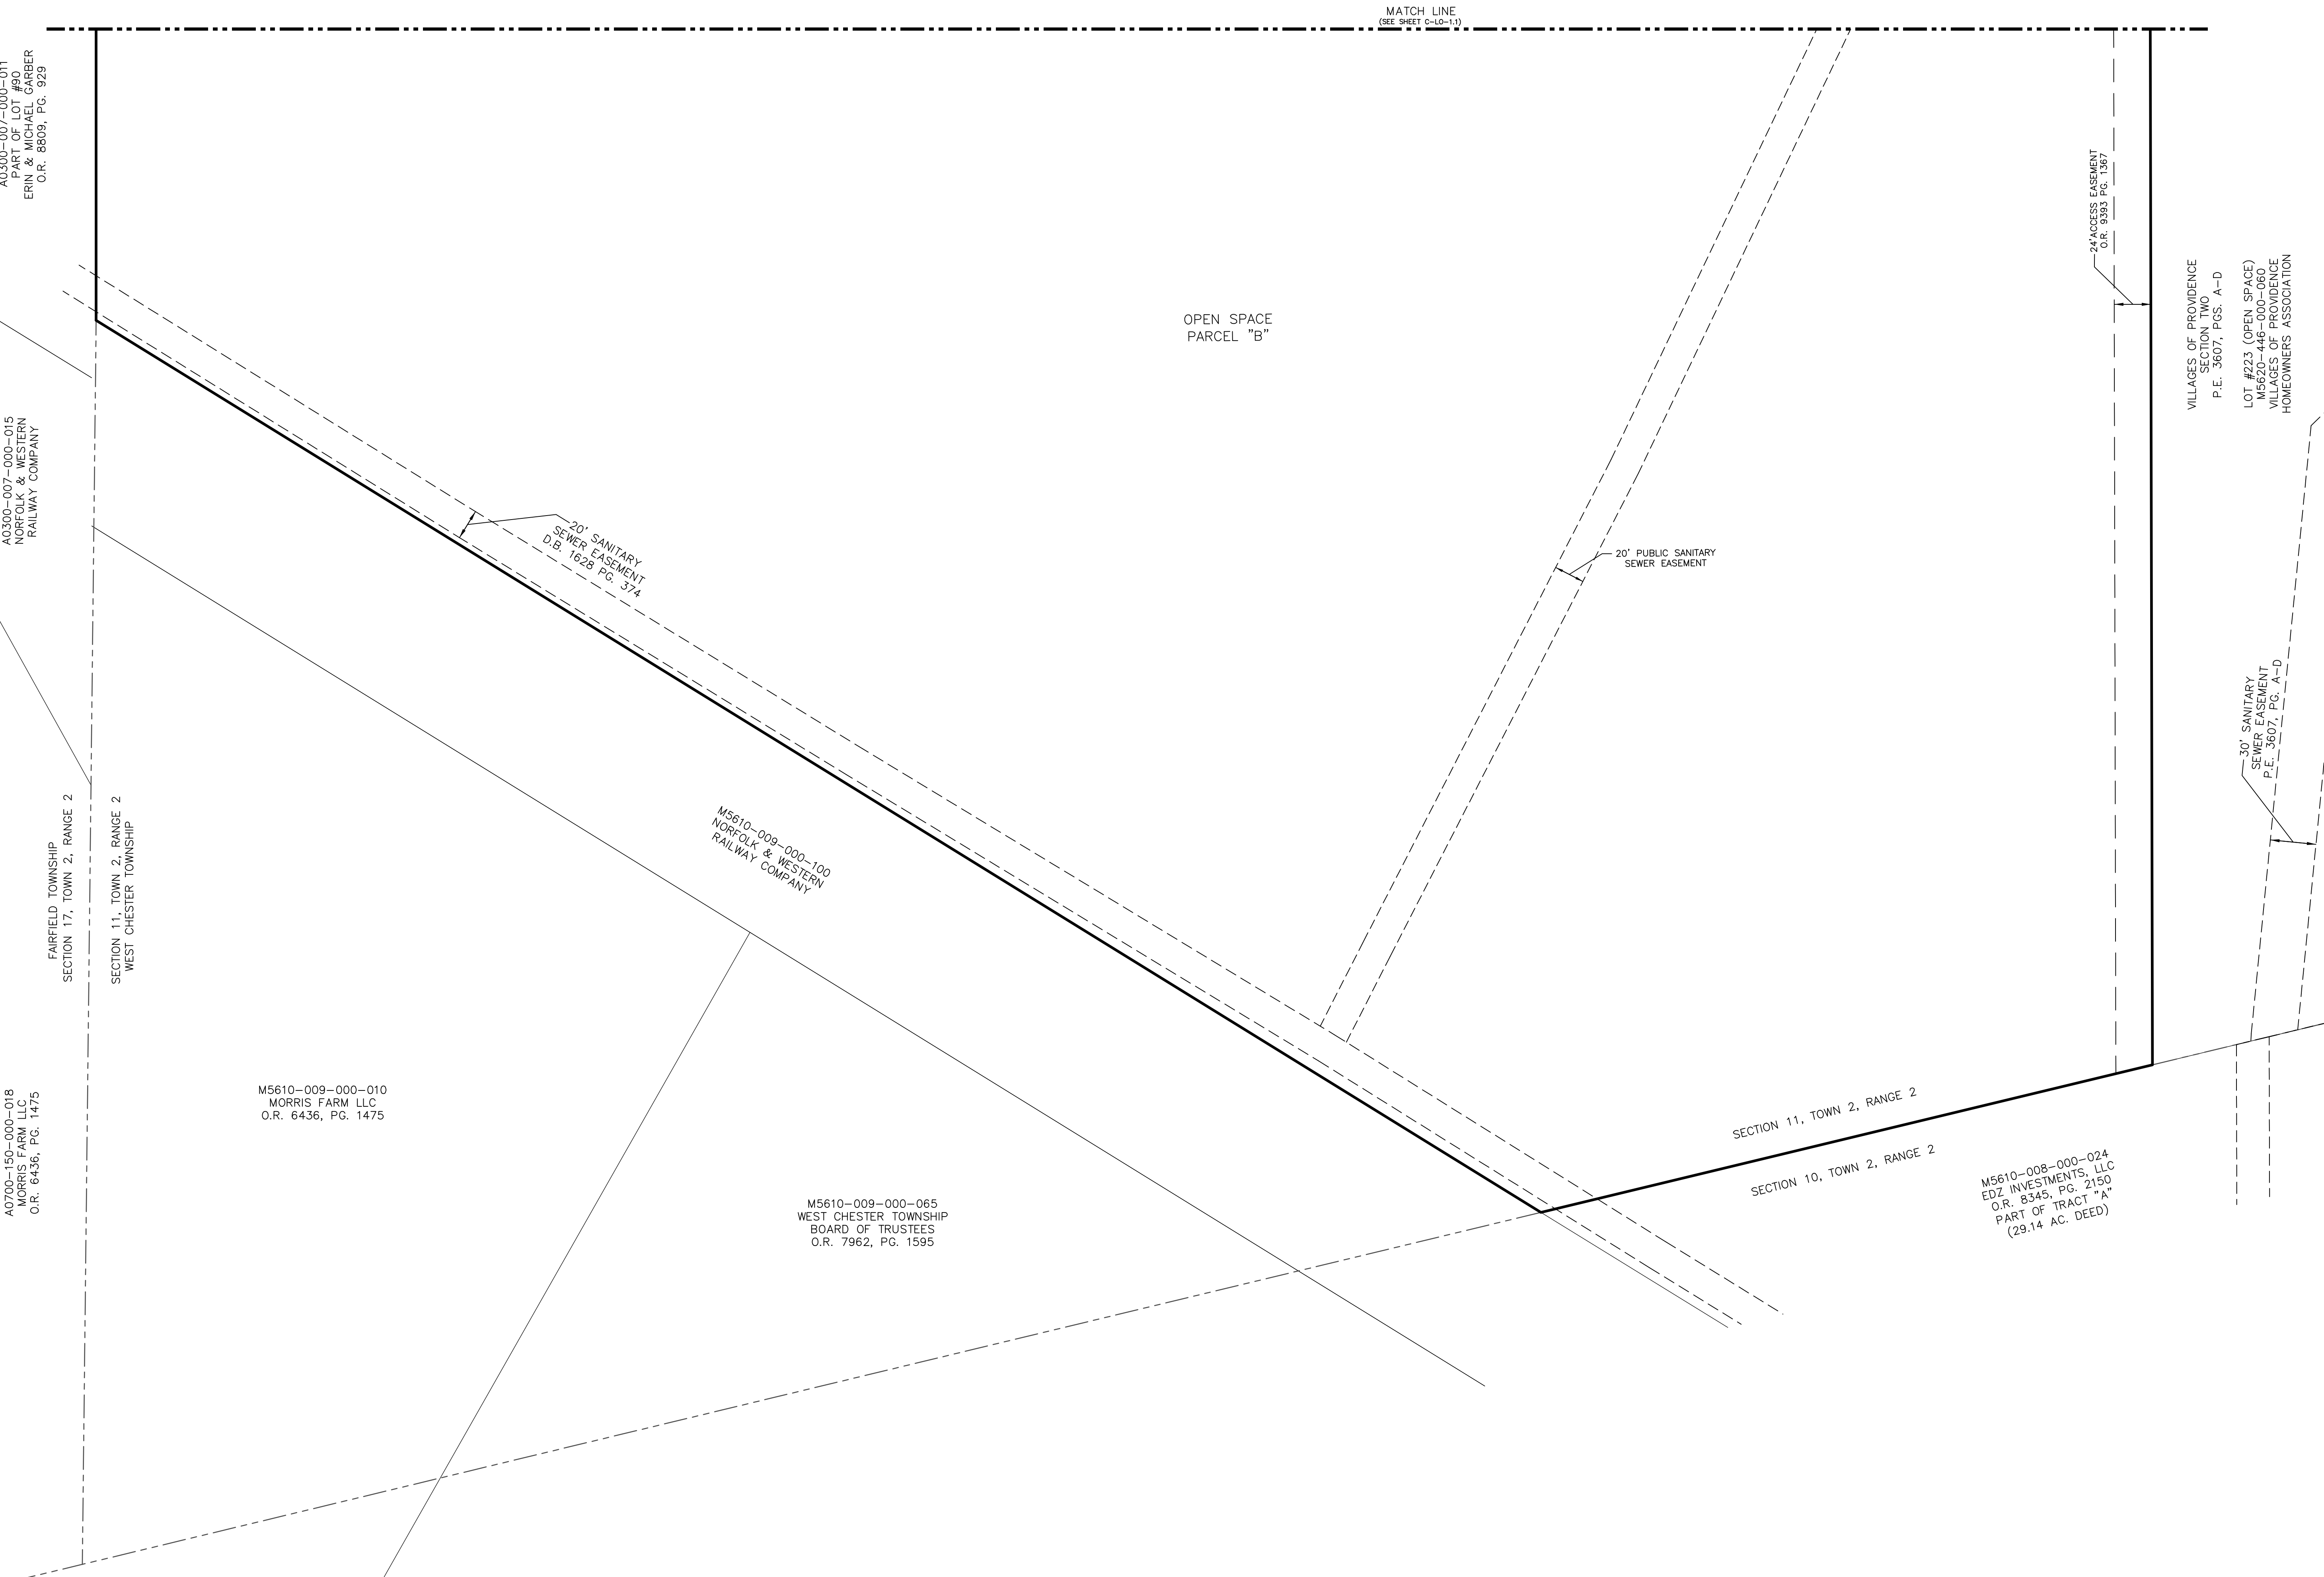 MATCH LINE
(SEE SHEET C-LO-1.1)
A0300-007-000-011
PART OF LOT #90
ERIN & MICHAEL GARBER
O.R. 8809, PG. 929
24'ACCESS EASEMENT
O.R. 9393 PG. 1367
OPEN SPACE
PARCEL "B"
VILLAGES OF PROVIDENCE
SECTION TWO
P.E. 3607, PGS. A-D
LOT #223 (OPEN SPACE)
M5620-446-000-060
VILLAGES OF PROVIDENCE
HOMEOWNERS ASSOCIATION
A0300-007-000-015
NORFOLK & WESTERN
RAILWAY COMPANY
20' SANITARY
SEWER EASEMENT
D.B. 1628 PG. 374
20' PUBLIC SANITARY
SEWER EASEMENT
30' SANITARY
SEWER EASEMENT
P.E. 3607, PG. A-D
FAIRFIELD TOWNSHIP
SECTION 17, TOWN 2, RANGE 2
SECTION 11, TOWN 2, RANGE 2
WEST CHESTER TOWNSHIP
M5610-009-000-100
NORFOLK & WESTERN
RAILWAY COMPANY
A0700-150-000-018
MORRIS FARM LLC
O.R. 6436, PG. 1475
M5610-009-000-010
MORRIS FARM LLC
O.R. 6436, PG. 1475
M5610-009-000-065
WEST CHESTER TOWNSHIP
BOARD OF TRUSTEES
O.R. 7962, PG. 1595
SECTION 11, TOWN 2, RANGE 2
SECTION 10, TOWN 2, RANGE 2
M5610-008-000-024
EDZ INVESTMENTS, LLC
O.R. 8345, PG. 2150
PART OF TRACT "A"
(29.14 AC. DEED)